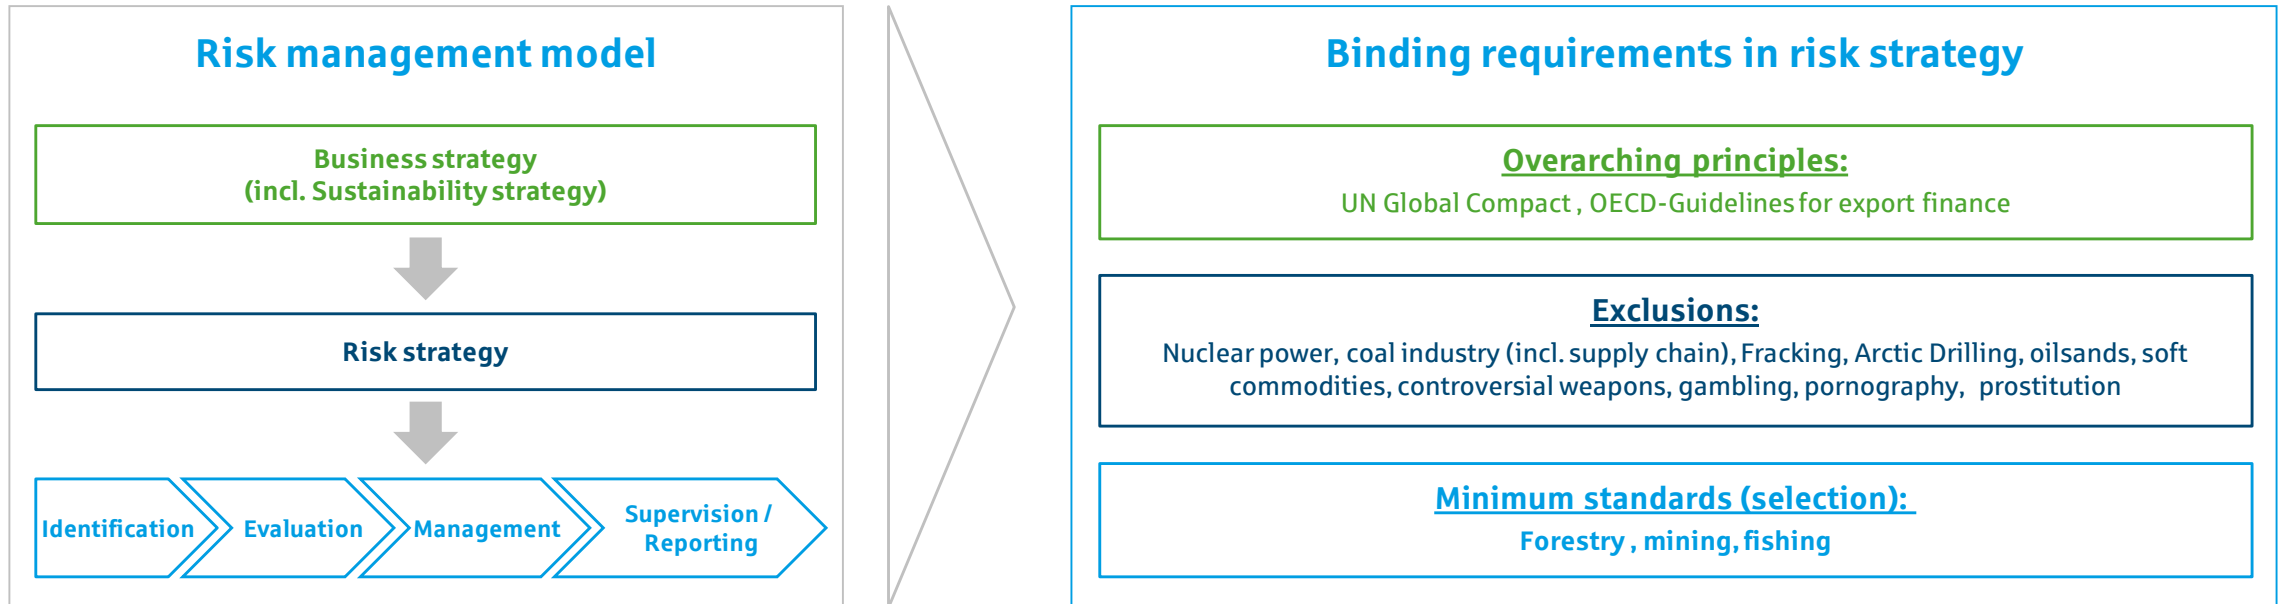 Risk management model
Business strategy
(incl. Sustainability strategy)
Risk strategy
Identification
Evaluation
Management
Supervision /
Reporting
Binding requirements in risk strategy
Overarching principles:
UN Global Compact , OECD-Guidelines for export finance
Exclusions:
Nuclear power, coal industry (incl. supply chain), Fracking, Arctic Drilling, oilsands, soft
commodities, controversial weapons, gambling, pornography, prostitution
Minimum standards (selection):
Forestry , mining, fishing